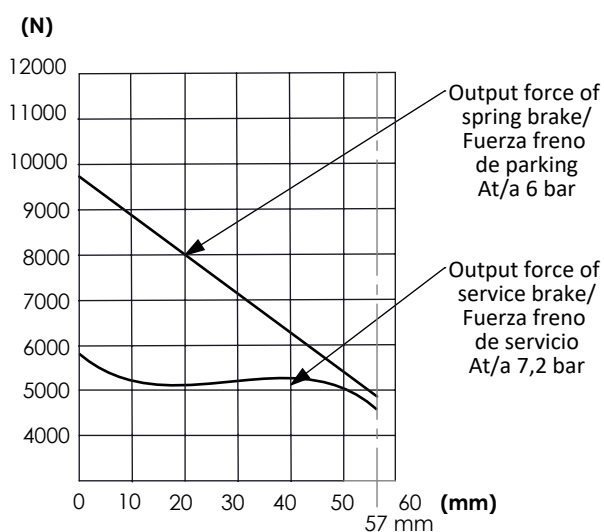 (N)
12000
11000
10000
9000
8000
7000
6000
5000
4000
0 10 20 30 40 50 60 (mm)
57 mm
Output force of
spring brake/
Fuerza freno
de parking
At/a 6 bar
Output force of
service brake/
Fuerza freno
de servicio
At/a 7,2 bar